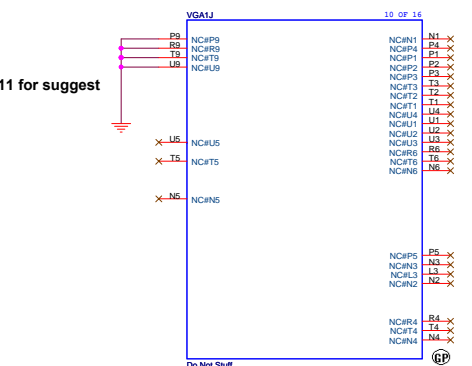 VGA1J 10 OF 16
P9 NC#P9 NC#N1 N1
R9 NC#R9 NC#P4 P4
T9 NC#T9 NC#P1 P1
U9 NC#U9 NC#P2 P2
NC#P3 P3
NC#T3 T3
11 for suggest
NC#T2 T2
NC#T1 T1
NC#U4 U4
NC#U1 U1
NC#U2 U2
U5 NC#U5 NC#U3 U3
NC#R6 R6
T5 NC#T5 NC#T6 T6
NC#N6 N6
N5 NC#N5
NC#P5 P5
NC#N3 N3
NC#L3 L3
NC#N2 N2
NC#R4 R4
NC#T4 T4
NC#N4 N4
GP
Do Not Stuff